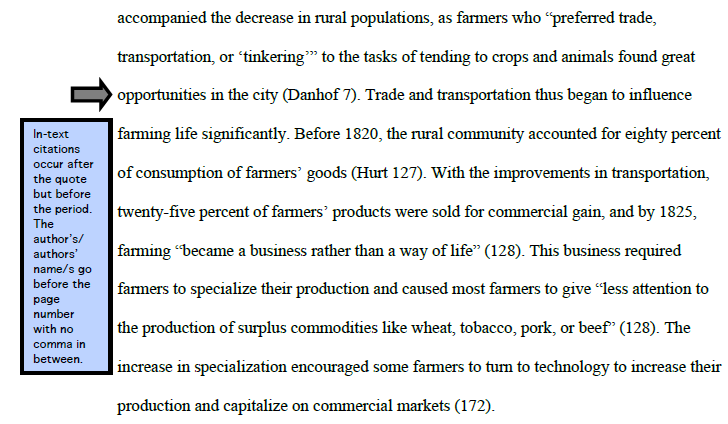 accompanied the decrease in rural populations, as farmers who “preferred trade,
transportation, or ‘tinkering’” to the tasks of tending to crops and animals found great
opportunities in the city (Danhof 7). Trade and transportation thus began to influence
farming life significantly. Before 1820, the rural community accounted for eighty percent
of consumption of farmers’ goods (Hurt 127). With the improvements in transportation,
twenty-five percent of farmers’ products were sold for commercial gain, and by 1825,
farming “became a business rather than a way of life” (128). This business required
farmers to specialize their production and caused most farmers to give “less attention to
the production of surplus commodities like wheat, tobacco, pork, or beef” (128). The
increase in specialization encouraged some farmers to turn to technology to increase their
production and capitalize on commercial markets (172).
In-text
citations
occur after
the quote
but before
the period.
The
author’s/
authors’
name/s go
before the
page
number
with no
comma in
between.